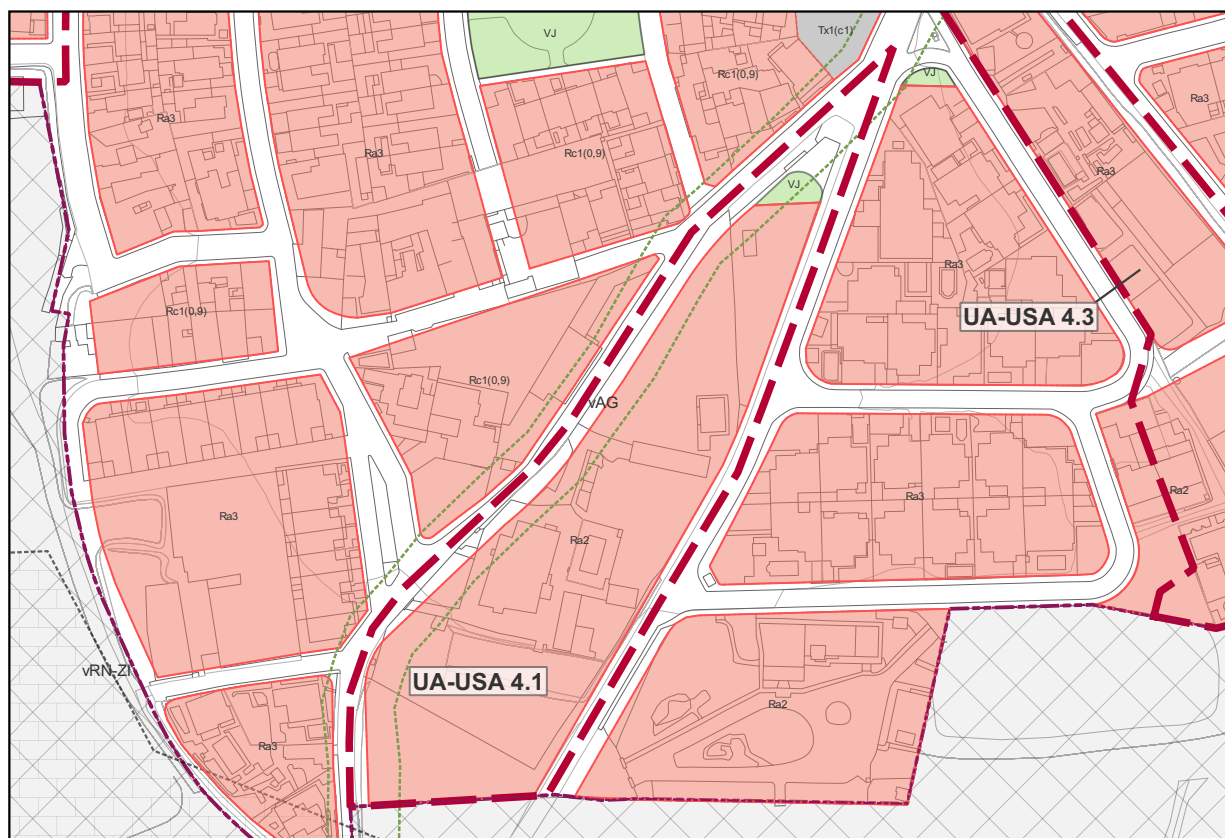 VJ
Tx1(c1)
Rc1(0,9)
VJ
Ra3
Ra3
Ra3
Rc1(0,9)
Ra3
VJ
Ra3
Rc1(0,9)
UA-USA 4.3
Rc1(0,9)
vAG
Ra2
Ra3
Ra3
Ra2
vRN-ZI
UA-USA 4.1
Ra2
Ra3